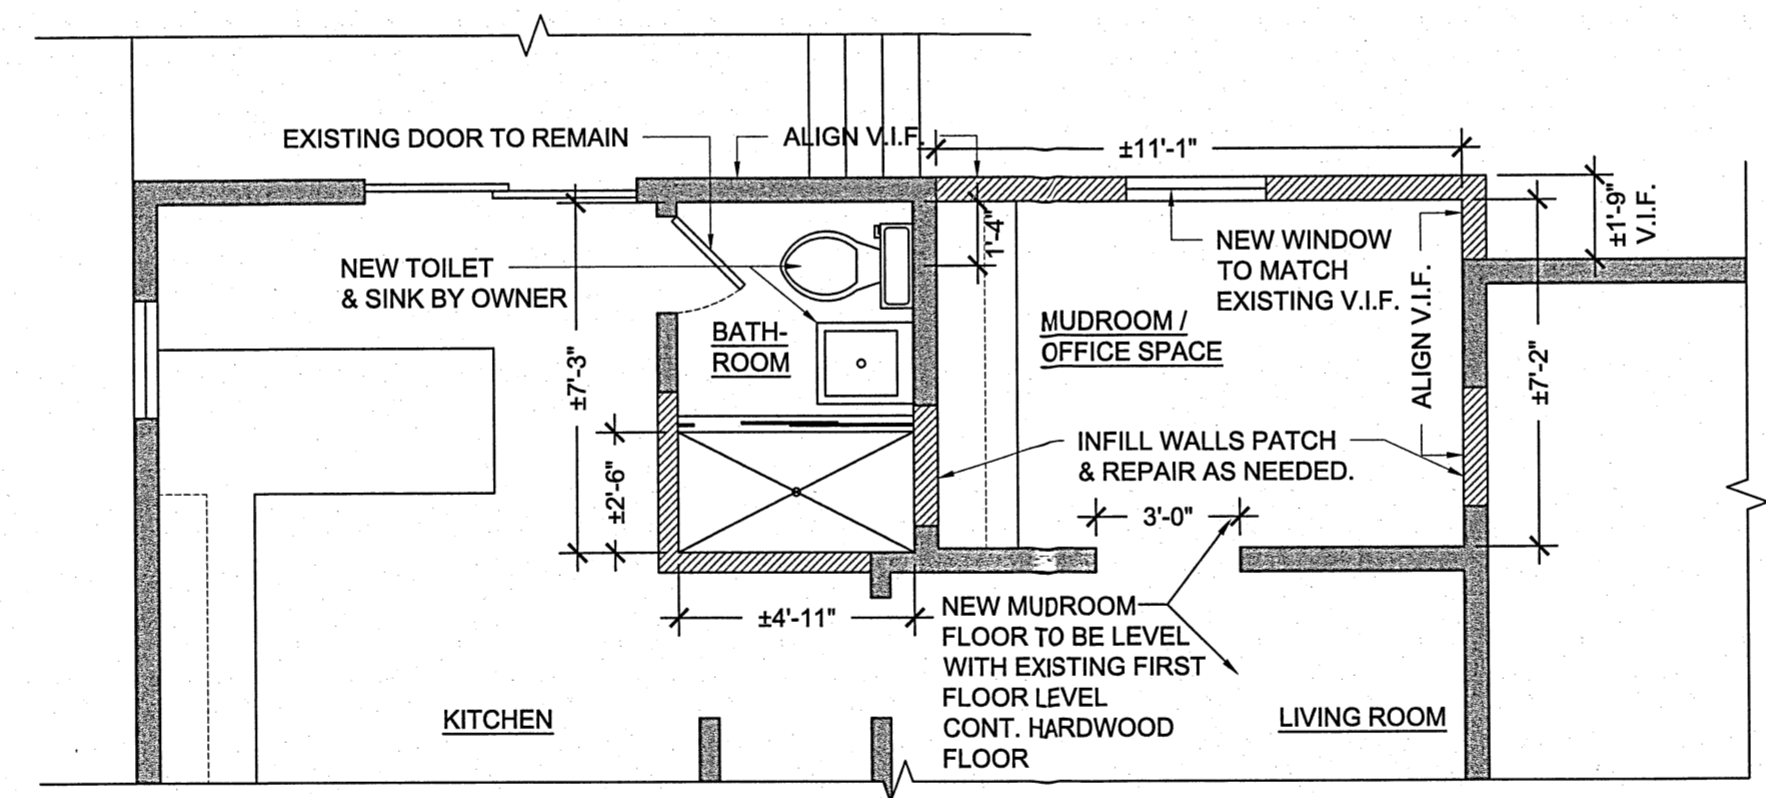 EXISTING DOOR TO REMAIN
ALIGN V.I.F.
±11'-1"
±1'-9"
V.I.F.
1'-4"
NEW WINDOW
TO MATCH
EXISTING V.I.F.
NEW TOILET
& SINK BY OWNER
BATH-
ROOM
MUDROOM /
OFFICE SPACE
ALIGN V.I.F.
±7'-3"
±7'-2"
INFILL WALLS PATCH
& REPAIR AS NEEDED.
±2'-6"
3'-0"
±4'-11"
NEW MUDROOM
FLOOR TO BE LEVEL
WITH EXISTING FIRST
FLOOR LEVEL
CONT. HARDWOOD
FLOOR
KITCHEN
LIVING ROOM